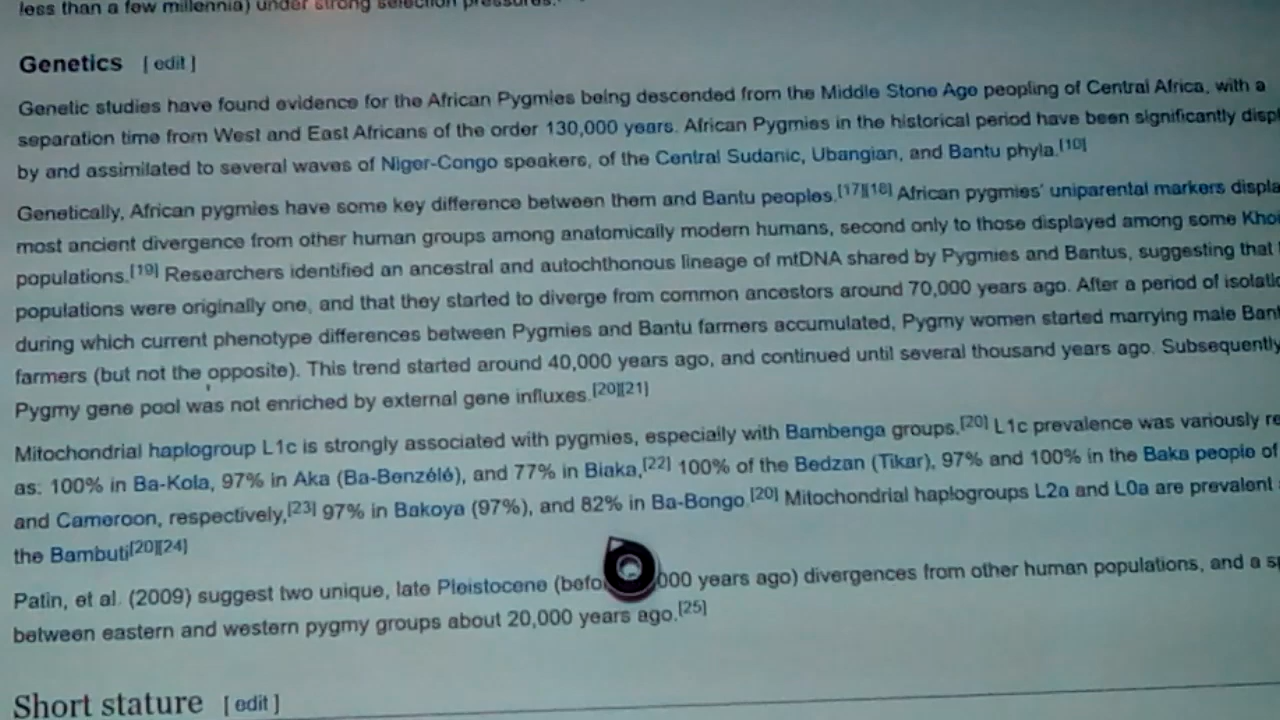 less than a few millennia) under strong selection pressures.
Genetics [ edit ]
Genetic studies have found evidence for the African Pygmies being descended from the Middle Stone Age peopling of Central Africa, with a
separation time from West and East Africans of the order 130,000 years. African Pygmies in the historical period have been significantly displ
by and assimilated to several waves of Niger-Congo speakers, of the Central Sudanic, Ubangian, and Bantu phyla.[10]
Genetically, African pygmies have some key difference between them and Bantu peoples.[17][18] African pygmies' uniparental markers displa
most ancient divergence from other human groups among anatomically modern humans, second only to those displayed among some Khoi
populations.[19] Researchers identified an ancestral and autochthonous lineage of mtDNA shared by Pygmies and Bantus, suggesting that
populations were originally one, and that they started to diverge from common ancestors around 70,000 years ago. After a period of isolatio
during which current phenotype differences between Pygmies and Bantu farmers accumulated, Pygmy women started marrying male Bant
farmers (but not the opposite). This trend started around 40,000 years ago, and continued until several thousand years ago. Subsequently
Pygmy gene pool was not enriched by external gene influxes.[20][21]
Mitochondrial haplogroup L1c is strongly associated with pygmies, especially with Bambenga groups.[20] L1c prevalence was variously re
as: 100% in Ba-Kola, 97% in Aka (Ba-Benzélé), and 77% in Biaka,[22] 100% of the Bedzan (Tikar), 97% and 100% in the Baka people of
and Cameroon, respectively,[23] 97% in Bakoya (97%), and 82% in Ba-Bongo.[20] Mitochondrial haplogroups L2a and L0a are prevalent
the Bambuti[20][24]
Patin, et al. (2009) suggest two unique, late Pleistocene (befo 000 years ago) divergences from other human populations, and a sp
between eastern and western pygmy groups about 20,000 years ago.[25]
Short stature [ edit ]